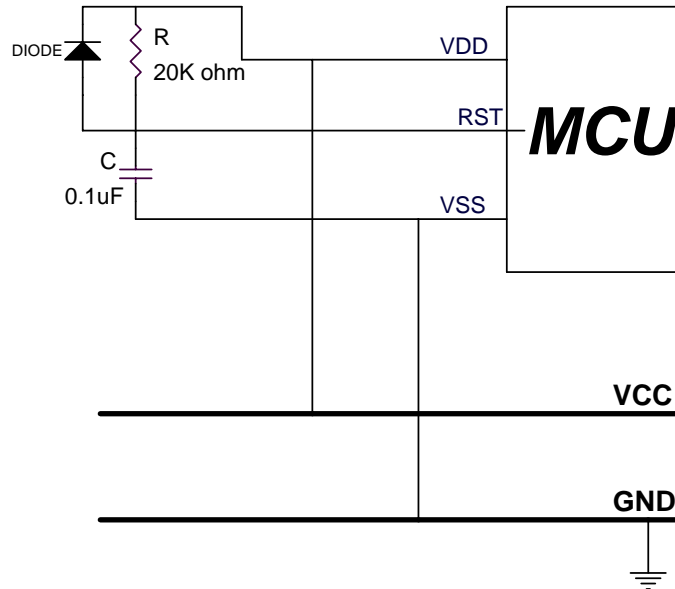 R
DIODE
20K ohm
VDD
RST
MCU
C
0.1uF
VSS
VCC
GND